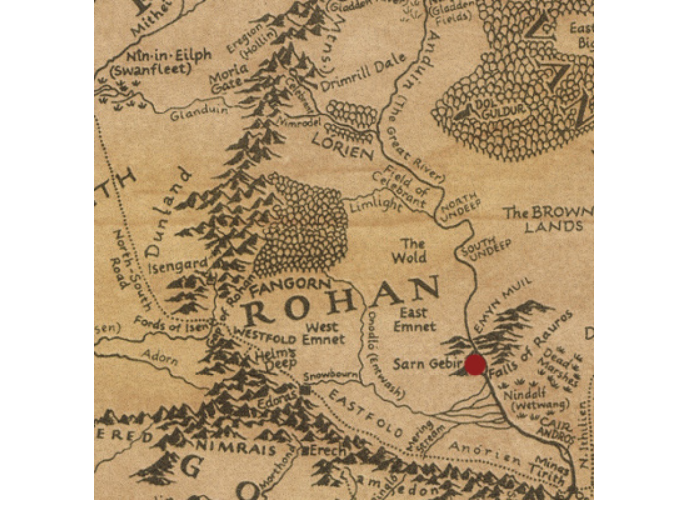 Mithei
(Gladden
Fields)
Eregion
(Hollin)
Nîn-in-Eilph
(Swanfleet)
Moria
Gate
Drimrill Dale
Anduin (The Great River)
East
DOL
GULDUR
Glanduin
Nimrodel
LÓRIEN
TH
Dunland
Field of
Celebrant
NORTH
UNDEEP
Limlight
The BROWN
LANDS
North-South
Road
The
Wold
SOUTH
UNDEEP
Isengard
FANGORN
ROHAN
EMYN MUIL
Fords of Isen
WESTFOLD
West
Emnet
East
Emnet
Onodló (Entwash)
Falls of Rauros
sen)
Adorn
Helm's
Deep
Sarn Gebir
Dead
Marshes
Snowbourn
Edoras
EASTFOLD
Nindalf
(Wetwang)
Mering
Stream
CAIR
ANDROS
N. Ithilien
ERED
NIMRAIS
Anorien
Minas
Tirith
Erech
Morthond
G
O